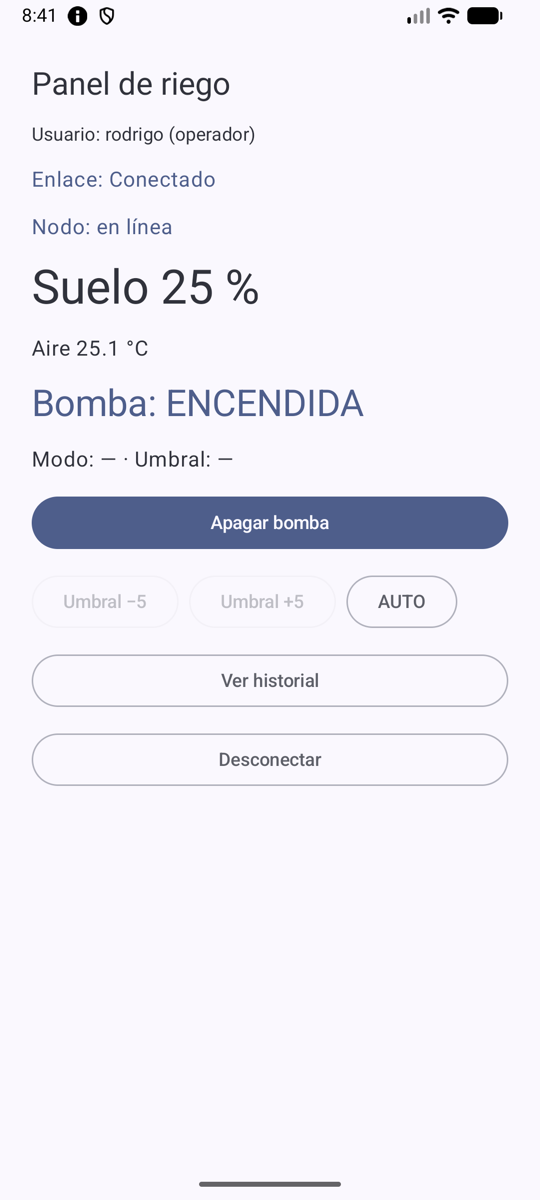 8:41
Panel de riego
Usuario: rodrigo (operador)
Enlace: Conectado
Nodo: en línea
Suelo 25 %
Aire 25.1 °C
Bomba: ENCENDIDA
Modo: — · Umbral: —
Apagar bomba
Umbral −5 Umbral +5 AUTO
Ver historial
Desconectar